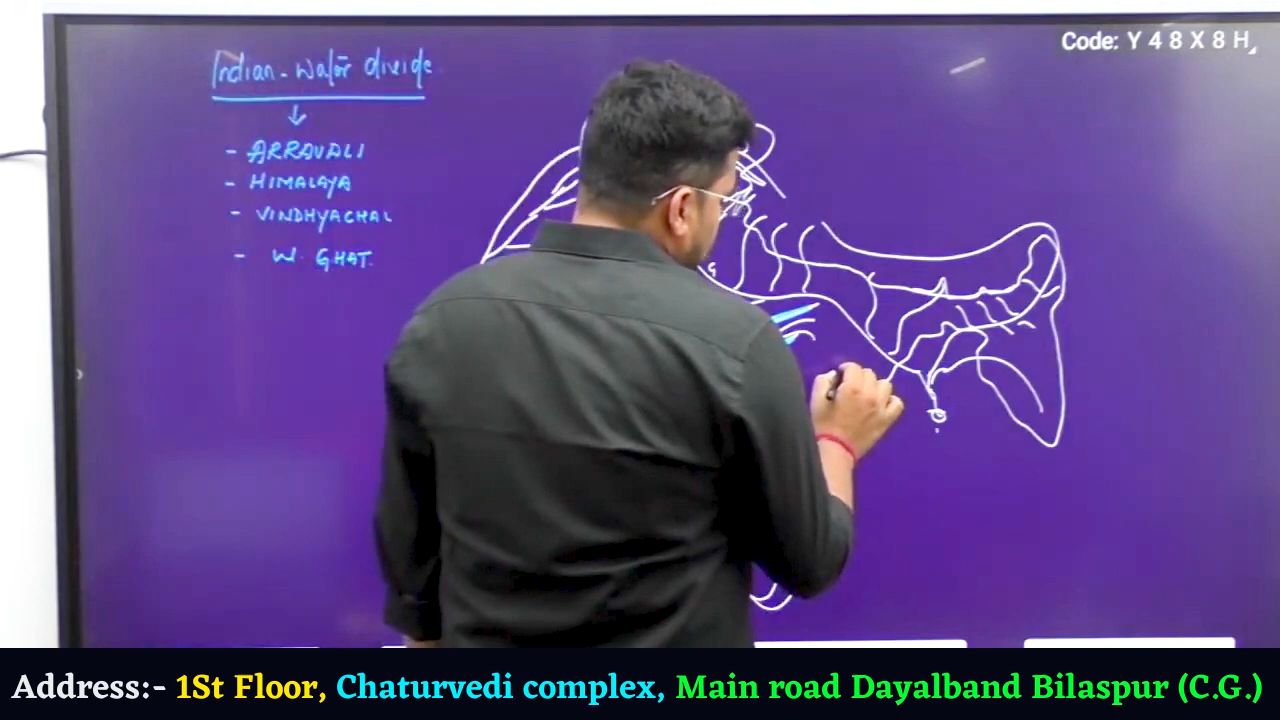 Code: Y 4 8 X 8 H
Indian-Water divide
- ARRAVALI
- HIMALAYA
- VINDHYACHAL
- W. GHAT.
G
Address:- 1St Floor, Chaturvedi complex, Main road Dayalband Bilaspur (C.G.)